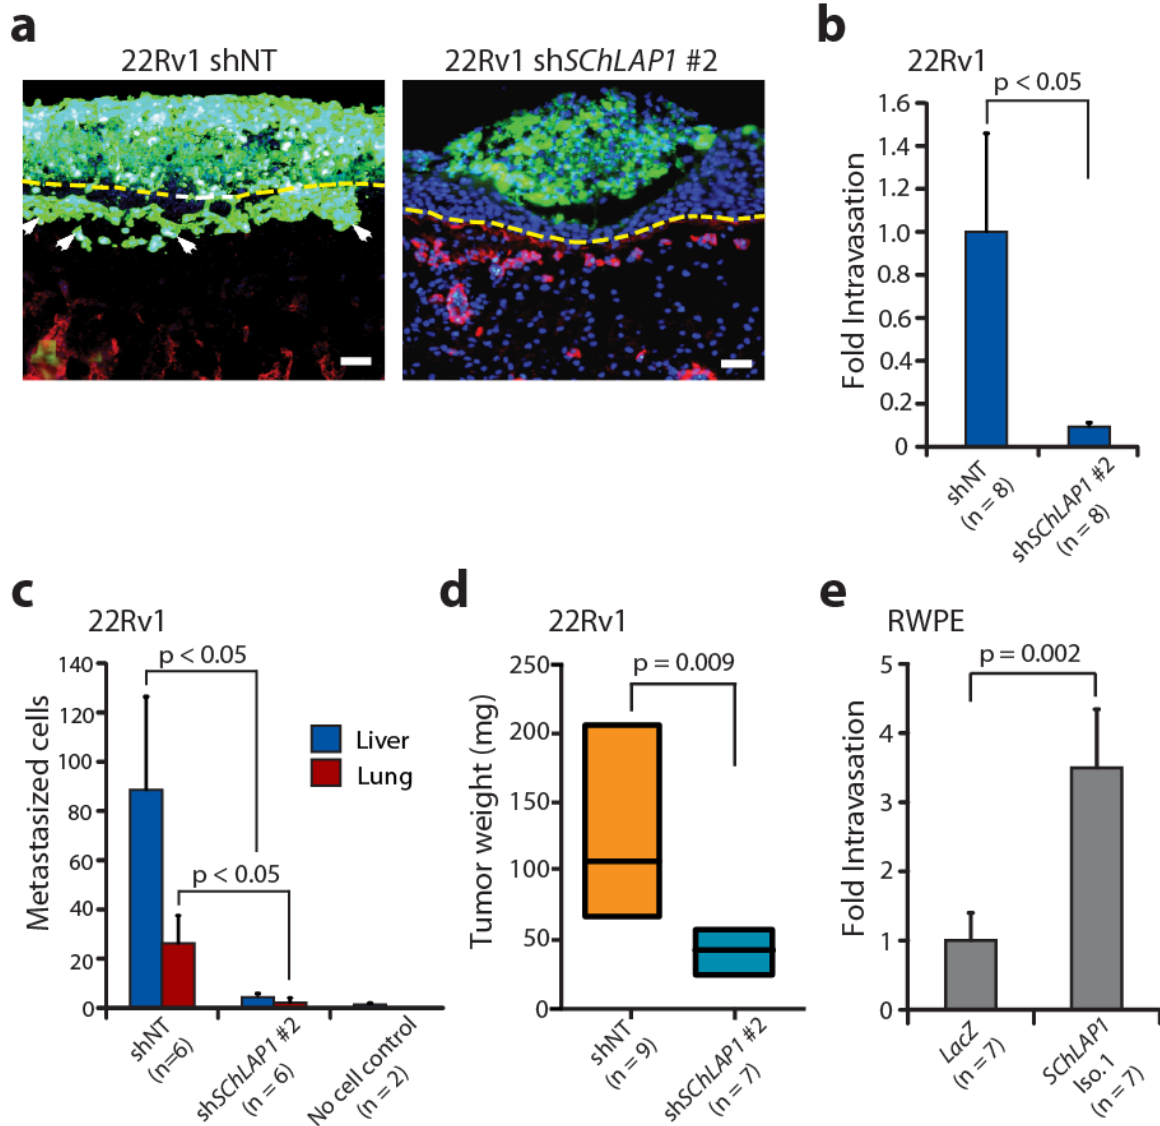 a
22Rv1 shNT
22Rv1 shSChLAP1 #2
b
22Rv1
p < 0.05
Fold Intravasation
1.6
1.4
1.2
1.0
0.8
0.6
0.4
0.2
0
shNT
(n = 8)
shSChLAP1 #2
(n = 8)
c
22Rv1
p < 0.05
p < 0.05
Metastasized cells
140
120
100
80
60
40
20
0
Liver
Lung
shNT
(n=6)
shSChLAP1 #2
(n = 6)
No cell control
(n = 2)
d
22Rv1
p = 0.009
Tumor weight (mg)
250
200
150
100
50
0
shNT
(n = 9)
shSChLAP1 #2
(n = 7)
e
RWPE
p = 0.002
Fold Intravasation
5
4
3
2
1
0
LacZ
(n = 7)
SChLAP1
Iso.1
(n = 7)